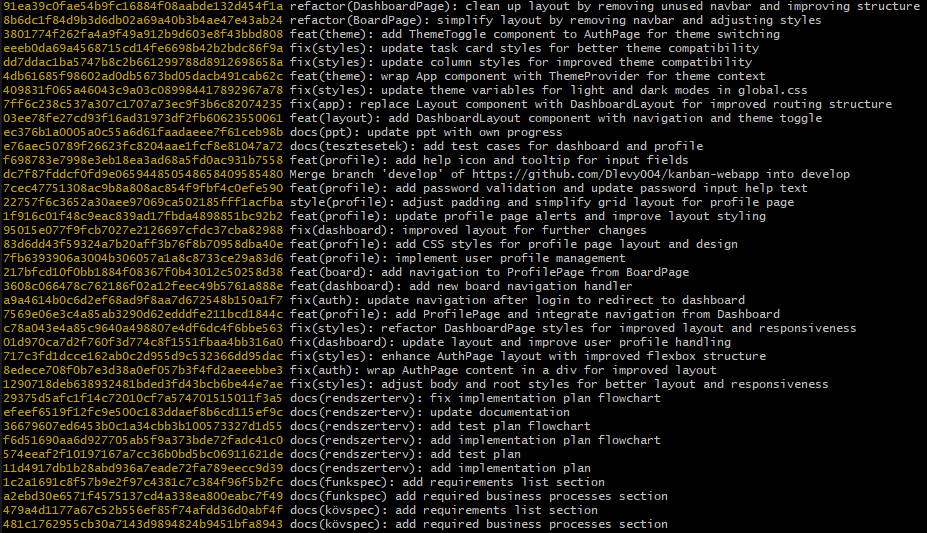 91ea39c0fae54b9fc16884f08aabde132d454f1a refactor(DashboardPage): clean up layout by removing unused navbar and improving structure
8b6dc1f84d9b3d6db02a69a40b3b4ae47e43ab24 refactor(BoardPage): simplify layout by removing navbar and adjusting styles
3801774f262fa4a9f49a912b9d603e8f43bbd808 feat(theme): add ThemeToggle component to AuthPage for theme switching
eeeb0da69a4568715cd14fe6698b42b2bdc86f9a fix(styles): update task card styles for better theme compatibility
dd7ddac1ba5747b8c2b661299788d8912698658a fix(styles): update column styles for improved theme compatibility
4db61685f98602ad0db5673bd05dacb491cab62c feat(theme): wrap App component with ThemeProvider for theme context
409831f065a46043c9a03c089984417892967a78 fix(styles): update theme variables for light and dark modes in global.css
7ff6c238c537a307c1707a73ec9f3b6c82074235 fix(app): replace Layout component with DashboardLayout for improved routing structure
03ee78fe27cd93f16ad31973df2fb60623550061 feat(layout): add DashboardLayout component with navigation and theme toggle
ec376b1a0005a0c55a6d61faadaeee7f61ceb98b docs(ppt): update ppt with own progress
e76aec50789f26623fc8204aae1fcf8e81047a72 docs(tesztesetek): add test cases for dashboard and profile
f698783e7998e3eb18ea3ad68a5fd0ac931b7558 feat(profile): add help icon and tooltip for input fields
dc7f87fddcf0fd9e065944850548658409585480 Merge branch 'develop' of https://github.com/Dlevy004/kanban-webapp into develop
7cec47751308ac9b8a808ac854f9fbf4c0efe590 feat(profile): add password validation and update password input help text
22757f6c3652a30aee97069ca502185fff1acfba style(profile): adjust padding and simplify grid layout for profile page
1f916c01f48c9eac839ad17fbda4898851bc92b2 feat(profile): update profile page alerts and improve layout styling
95015e077f9fcb7027e2126697cfdc37cba82988 fix(dashboard): improved layout for further changes
83d6dd43f59324a7b20aff3b76f8b70958dba40e feat(profile): add CSS styles for profile page layout and design
7fb6393906a3004b306057a1a8c8733ce29a83d6 feat(profile): implement user profile management
217bfcd10f0bb1884f08367f0b43012c50258d38 feat(board): add navigation to ProfilePage from BoardPage
3608c066478c762186f02a12feec49b5761a888e feat(dashboard): add new board navigation handler
a9a4614b0c6d2ef68ad9f8aa7d672548b150a1f7 fix(auth): update navigation after login to redirect to dashboard
7569e06e3c4a85ab3290d62edddfe211bcd1844c feat(profile): add ProfilePage and integrate navigation from Dashboard
c78a043e4a85c9640a498807e4df6dc4f6bbe563 fix(styles): refactor DashboardPage styles for improved layout and responsiveness
01d970ca7d2f760f3d774c8f1551fbaa4bb316a0 fix(dashboard): update layout and improve user profile handling
717c3fd1dcce162ab0c2d955d9c532366dd95dac fix(styles): enhance AuthPage layout with improved flexbox structure
8edece708f0b7e3d38a0ef057b3f4fd2aeeebbe3 fix(auth): wrap AuthPage content in a div for improved layout
1290718deb638932481bded3fd43bcb6be44e7ae fix(styles): adjust body and root styles for better layout and responsiveness
29375d5afc1f14c72010cf7a574701515011f3a5 docs(rendszerterv): fix implementation plan flowchart
efeef6519f12fc9e500c183ddaef8b6cd115ef9c docs(rendszerterv): update documentation
36679607ed6453b0c1a34cbb3b100573327d1d55 docs(rendszerterv): add test plan flowchart
f6d51690aa6d927705ab5f9a373bde72fadc41c0 docs(rendszerterv): add implementation plan flowchart
574eeaf2f10197167a7cc36b0bd5bc06911621de docs(rendszerterv): add test plan
11d4917db1b28abd936a7eade72fa789eecc9d39 docs(rendszerterv): add implementation plan
1c2a1691c8f57b9e2f97c4381c7c384f96f5b2fc docs(funkspec): add requirements list section
a2ebd30e6571f4575137cd4a338ea800eabc7f49 docs(funkspec) add required business processes section
479a4d1177a67c52b556ef85f74afdd36d0abf4f docs(kövspec): add requirements list section
481c1762955cb30a7143d9894824b9451bfa8943 docs(kövspec): add required business processes section